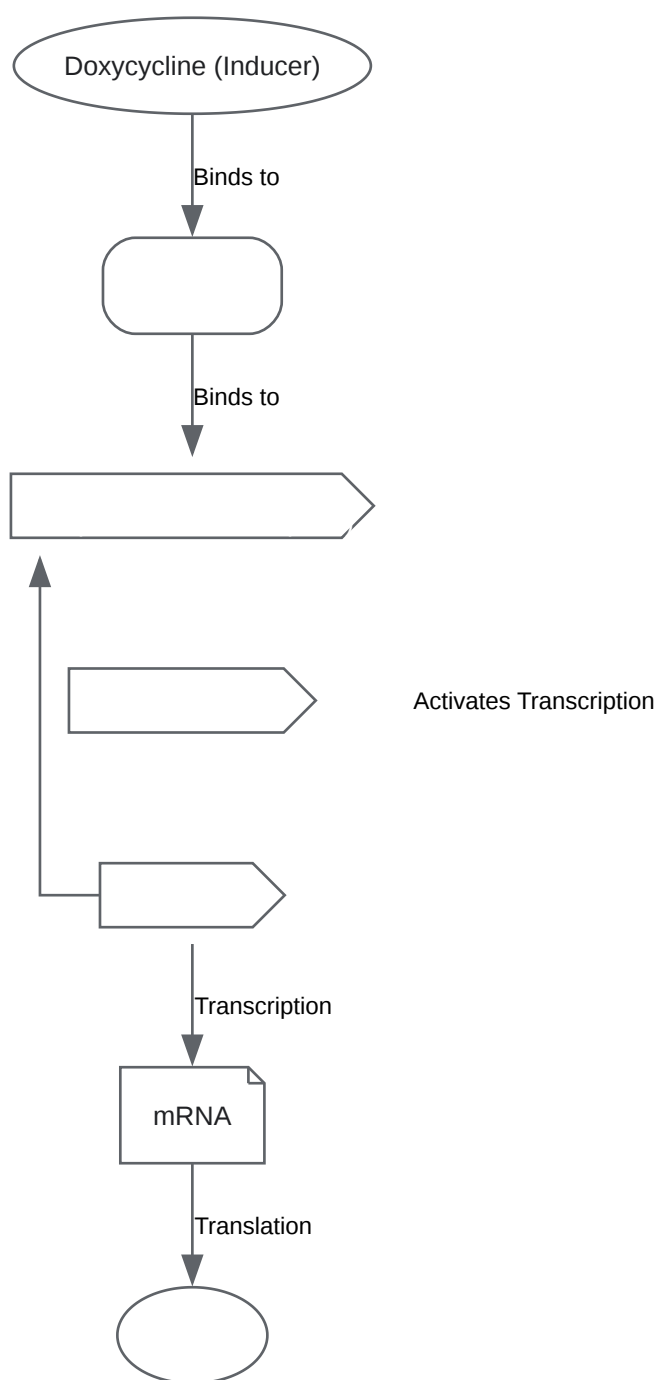 Doxycycline (Inducer)
Binds to
Binds to
Activates Transcription
Transcription
mRNA
Translation